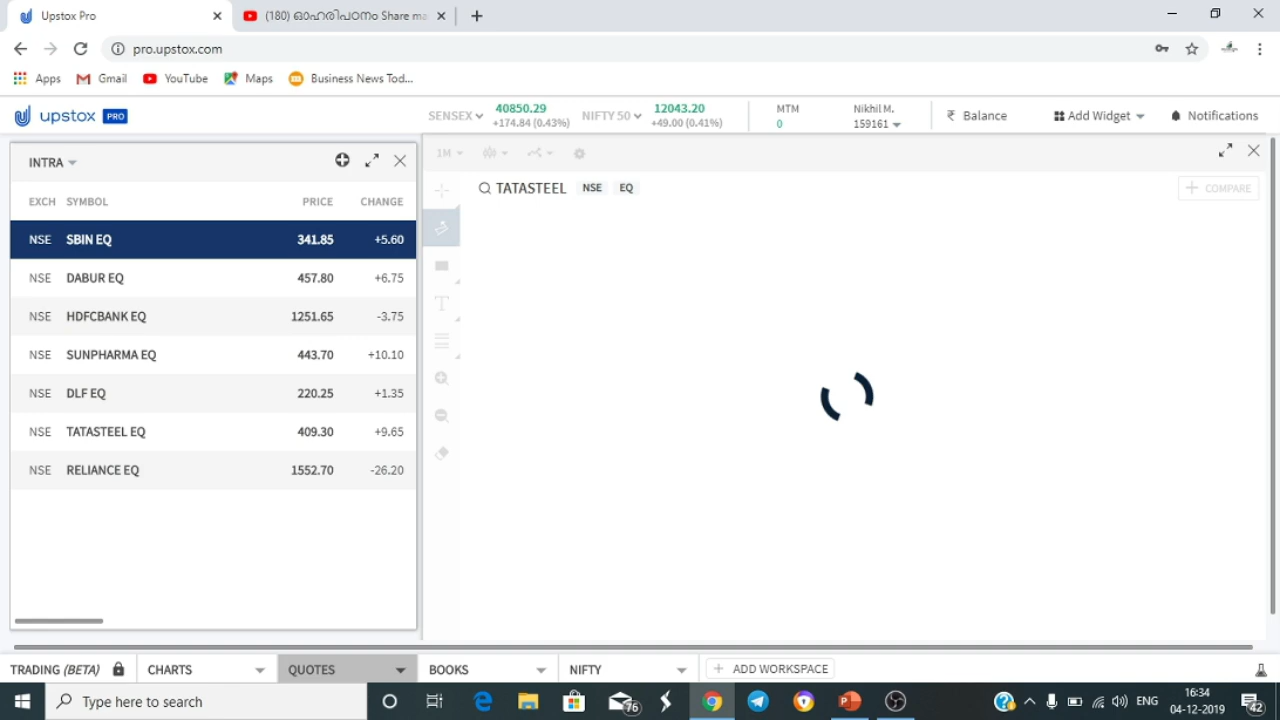 Upstox Pro
(180) ഓഹരിപഠനം Share ma
pro.upstox.com
Apps Gmail YouTube Maps Business News Tod...
upstox PRO
SENSEX 40850.29 +174.84 (0.43%)
NIFTY 50 12043.20 +49.00 (0.41%)
MTM 0
Nikhil M. 159161
₹ Balance
Add Widget
Notifications
INTRA
EXCH SYMBOL PRICE CHANGE
NSE SBIN EQ 341.85 +5.60
NSE DABUR EQ 457.80 +6.75
NSE HDFCBANK EQ 1251.65 -3.75
NSE SUNPHARMA EQ 443.70 +10.10
NSE DLF EQ 220.25 +1.35
NSE TATASTEEL EQ 409.30 +9.65
NSE RELIANCE EQ 1552.70 -26.20
1M
TATASTEEL NSE EQ
+ COMPARE
T
TRADING (BETA) CHARTS QUOTES BOOKS NIFTY + ADD WORKSPACE
Type here to search
76
ENG
16:34
04-12-2019
42